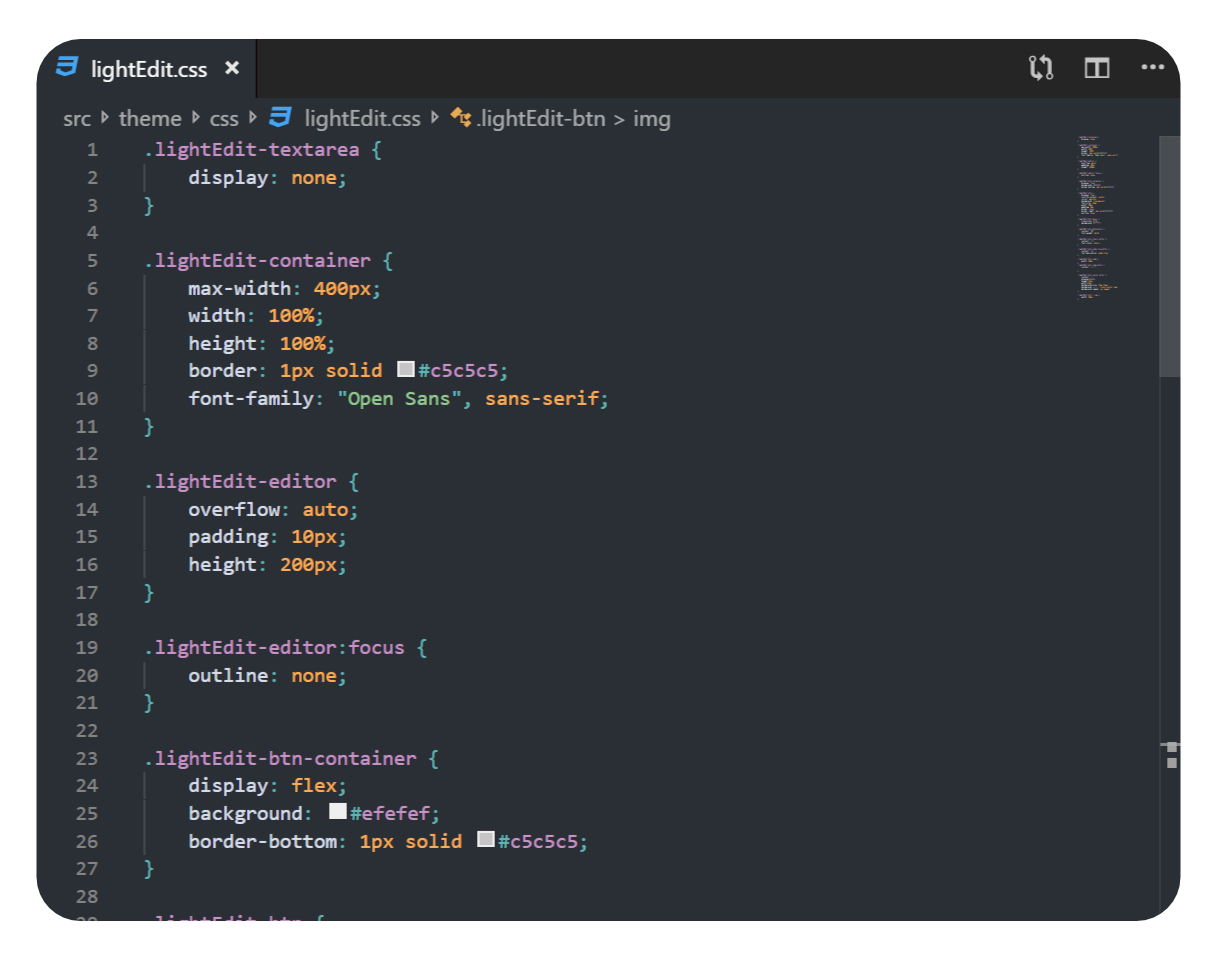 lightEdit.css ×
src theme css lightEdit.css .lightEdit-btn > img
1 .lightEdit-textarea {
2 display: none;
3 }
4
5 .lightEdit-container {
6 max-width: 400px;
7 width: 100%;
8 height: 100%;
9 border: 1px solid #c5c5c5;
10 font-family: "Open Sans", sans-serif;
11 }
12
13 .lightEdit-editor {
14 overflow: auto;
15 padding: 10px;
16 height: 200px;
17 }
18
19 .lightEdit-editor:focus {
20 outline: none;
21 }
22
23 .lightEdit-btn-container {
24 display: flex;
25 background: #efefef;
26 border-bottom: 1px solid #c5c5c5;
27 }
28
29 .lightEdit-btn {